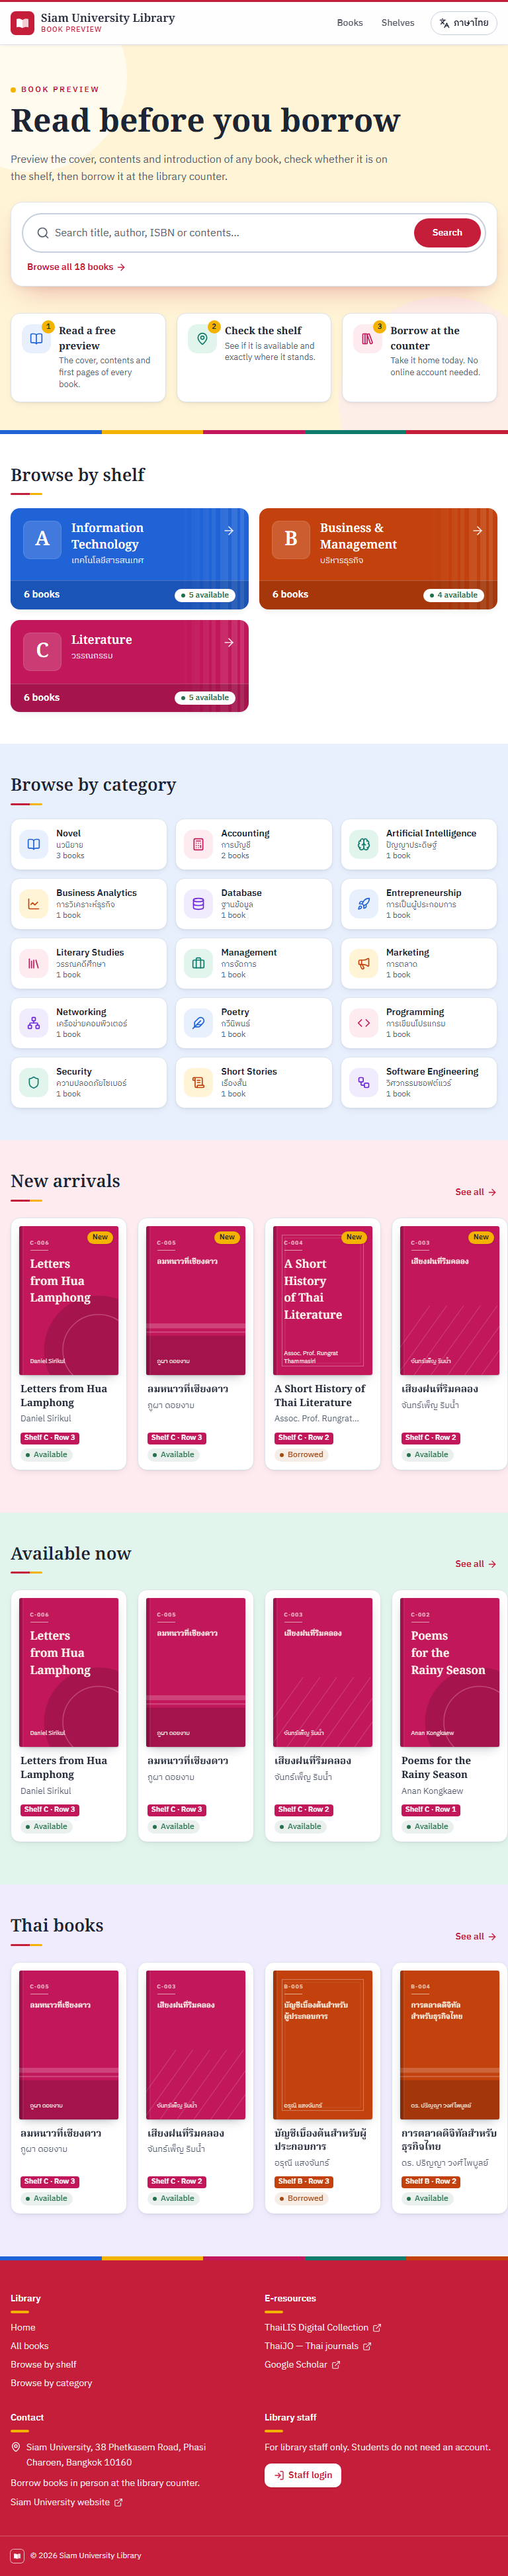 Siam University Library
BOOK PREVIEW
Books
Shelves
ภาษาไทย
BOOK PREVIEW
Read before you borrow
Preview the cover, contents and introduction of any book, check whether it is on
the shelf, then borrow it at the library counter.
Search title, author, ISBN or contents...
Search
Browse all 18 books
1
Read a free
preview
The cover, contents and
first pages of every
book.
2
Check the shelf
See if it is available and
exactly where it stands.
3
Borrow at the
counter
Take it home today. No
online account needed.
Browse by shelf
A
Information
Technology
เทคโนโลยีสารสนเทศ
6 books
5 available
B
Business &
Management
บริหารธุรกิจ
6 books
4 available
C
Literature
วรรณกรรม
6 books
5 available
Browse by category
Novel
นวนิยาย
3 books
Accounting
การบัญชี
2 books
Artificial Intelligence
ปัญญาประดิษฐ์
1 book
Business Analytics
การวิเคราะห์ธุรกิจ
1 book
Database
ฐานข้อมูล
1 book
Entrepreneurship
การเป็นผู้ประกอบการ
1 book
Literary Studies
วรรณคดีศึกษา
1 book
Management
การจัดการ
1 book
Marketing
การตลาด
1 book
Networking
เครือข่ายคอมพิวเตอร์
1 book
Poetry
กวีนิพนธ์
1 book
Programming
การเขียนโปรแกรม
1 book
Security
ความปลอดภัยไซเบอร์
1 book
Short Stories
เรื่องสั้น
1 book
Software Engineering
วิศวกรรมซอฟต์แวร์
1 book
New arrivals
See all
New
C-006
Letters
from Hua
Lamphong
Daniel Sirikul
Letters from Hua
Lamphong
Daniel Sirikul
Shelf C · Row 3
Available
New
C-005
ลมหนาวที่เชียงดาว
ภูผา ดอยงาม
ลมหนาวที่เชียงดาว
ภูผา ดอยงาม
Shelf C · Row 3
Available
New
C-004
A Short
History
of Thai
Literature
Assoc. Prof. Rungrat
Thammasiri
A Short History of
Thai Literature
Assoc. Prof. Rungrat...
Shelf C · Row 2
Borrowed
New
C-003
เสียงฝนที่ริมคลอง
จันทร์เพ็ญ ริมน้ำ
เสียงฝนที่ริมคลอง
จันทร์เพ็ญ ริมน้ำ
Shelf C · Row 2
Available
Available now
See all
C-006
Letters
from Hua
Lamphong
Daniel Sirikul
Letters from Hua
Lamphong
Daniel Sirikul
Shelf C · Row 3
Available
C-005
ลมหนาวที่เชียงดาว
ภูผา ดอยงาม
ลมหนาวที่เชียงดาว
ภูผา ดอยงาม
Shelf C · Row 3
Available
C-003
เสียงฝนที่ริมคลอง
จันทร์เพ็ญ ริมน้ำ
เสียงฝนที่ริมคลอง
จันทร์เพ็ญ ริมน้ำ
Shelf C · Row 2
Available
C-002
Poems
for the
Rainy Season
Anan Kongkaew
Poems for the
Rainy Season
Anan Kongkaew
Shelf C · Row 1
Available
Thai books
See all
C-005
ลมหนาวที่เชียงดาว
ภูผา ดอยงาม
ลมหนาวที่เชียงดาว
ภูผา ดอยงาม
Shelf C · Row 3
Available
C-003
เสียงฝนที่ริมคลอง
จันทร์เพ็ญ ริมน้ำ
เสียงฝนที่ริมคลอง
จันทร์เพ็ญ ริมน้ำ
Shelf C · Row 2
Available
B-005
บัญชีเบื้องต้นสำหรับ
ผู้ประกอบการ
อรุณี แสงจันทร์
บัญชีเบื้องต้นสำหรับผู้
ประกอบการ
อรุณี แสงจันทร์
Shelf B · Row 3
Borrowed
B-004
การตลาดดิจิทัล
สำหรับธุรกิจไทย
ดร. ปริญญา วงศ์ไพบูลย์
การตลาดดิจิทัลสำหรับ
ธุรกิจไทย
ดร. ปริญญา วงศ์ไพบูลย์
Shelf B · Row 2
Available
Library
Home
All books
Browse by shelf
Browse by category
E-resources
ThaiLIS Digital Collection
ThaiJO — Thai journals
Google Scholar
Contact
Siam University, 38 Phetkasem Road, Phasi
Charoen, Bangkok 10160
Borrow books in person at the library counter.
Siam University website
Library staff
For library staff only. Students do not need an account.
Staff login
© 2026 Siam University Library